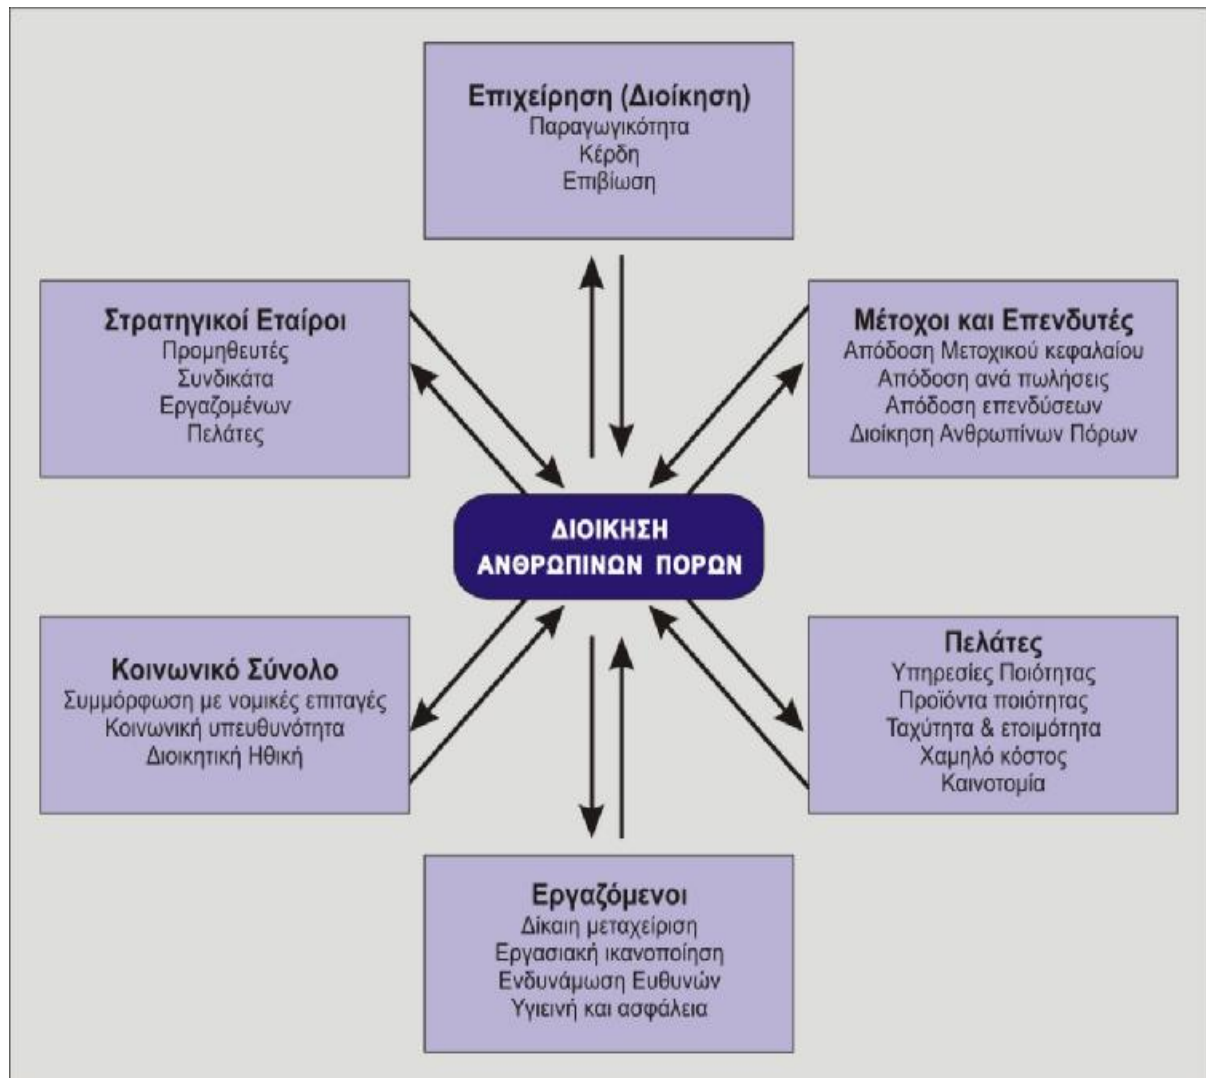 Επιχείρηση (Διοίκηση)
Παραγωγικότητα
Κέρδη
Επιβίωση
Στρατηγικοί Εταίροι
Προμηθευτές
Συνδικάτα
Εργαζομένων
Πελάτες
Μέτοχοι και Επενδυτές
Απόδοση Μετοχικού κεφαλαίου
Απόδοση ανά πωλήσεις
Απόδοση επενδύσεων
Διοίκηση Ανθρωπίνων Πόρων
ΔΙΟΙΚΗΣΗ
ΑΝΘΡΩΠΙΝΩΝ ΠΟΡΩΝ
Κοινωνικό Σύνολο
Συμμόρφωση με νομικές επιταγές
Κοινωνική υπευθυνότητα
Διοικητική Ηθική
Πελάτες
Υπηρεσίες Ποιότητας
Προϊόντα ποιότητας
Ταχύτητα & ετοιμότητα
Χαμηλό κόστος
Καινοτομία
Εργαζόμενοι
Δίκαιη μεταχείριση
Εργασιακή ικανοποίηση
Ενδυνάμωση Ευθυνών
Υγιεινή και ασφάλεια